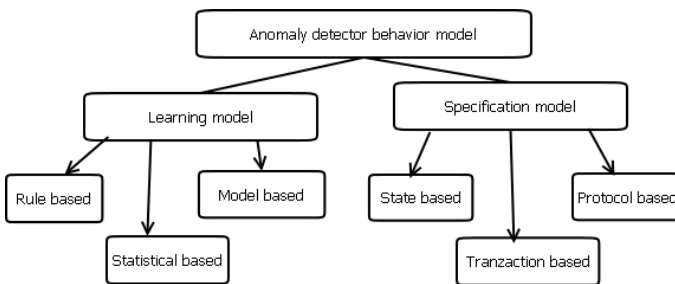 Anomaly detector behavior model
Learning model
Specification model
Rule based
Model based
State based
Protocol based
Statistical based
Tranzaction based